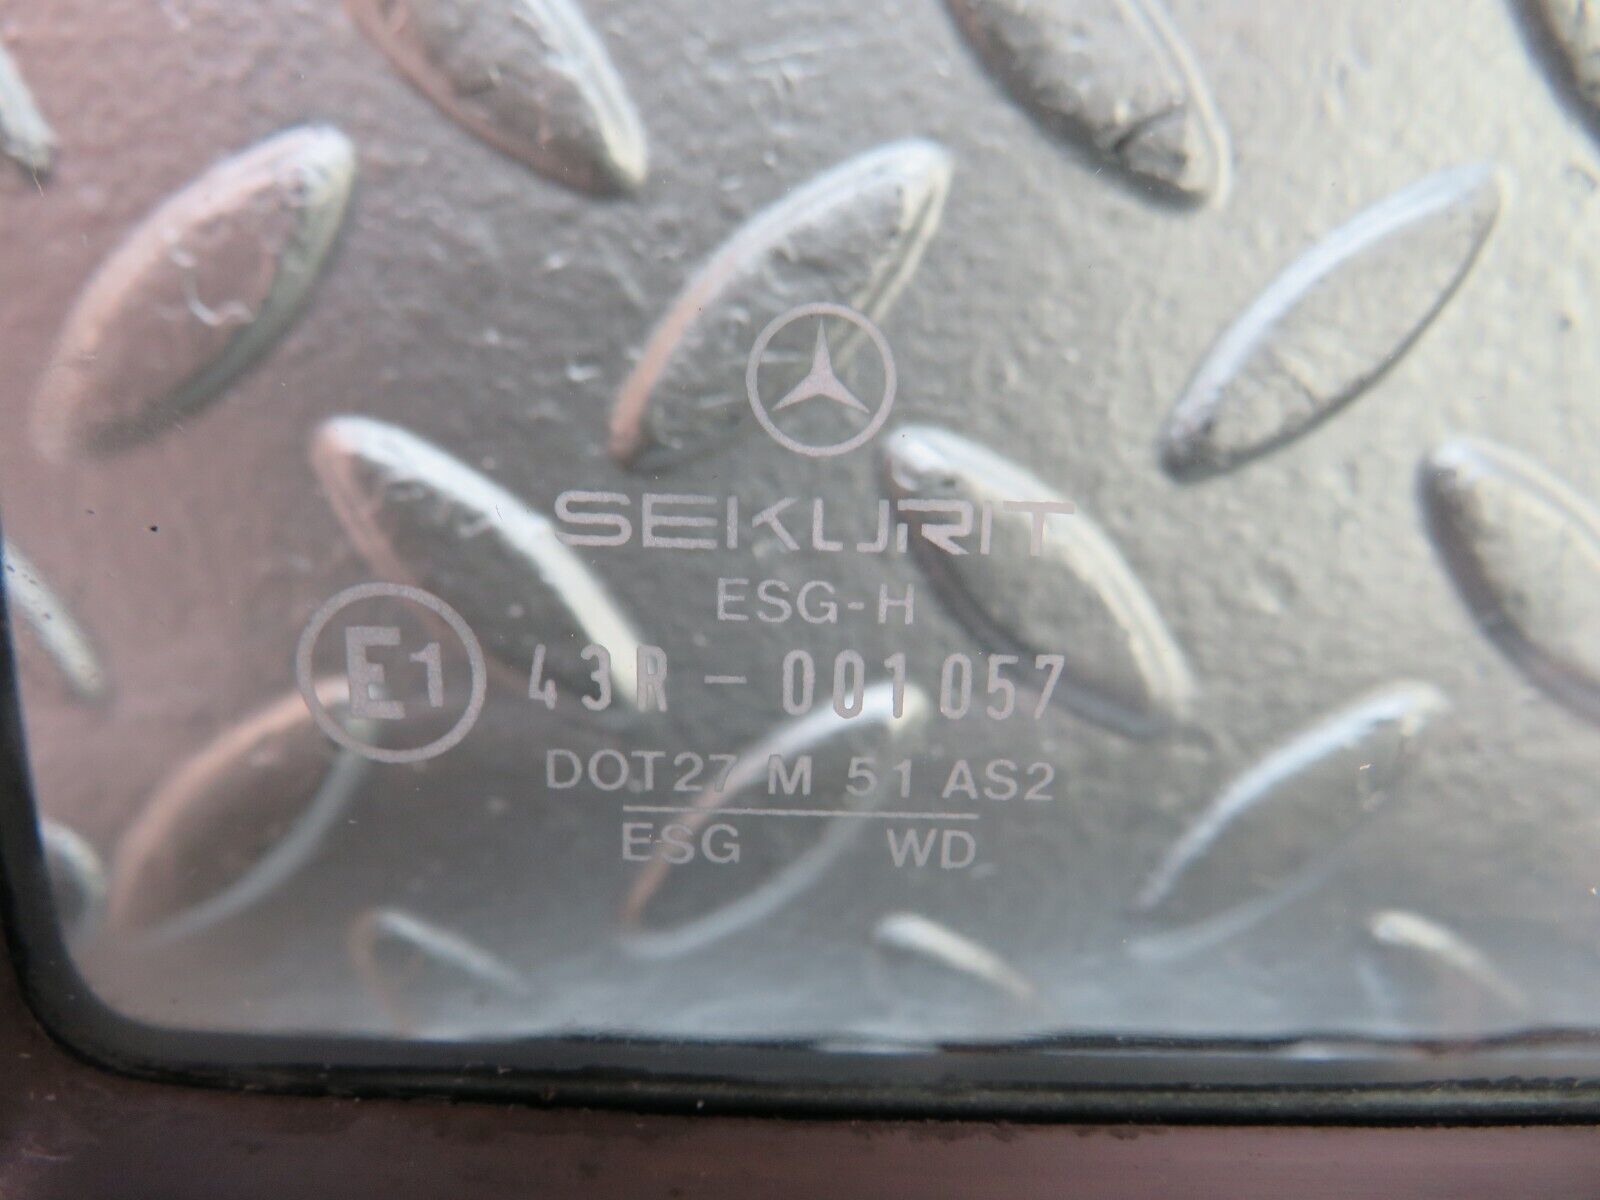 SEKURIT
ESG-H
E1 43R - 001057
DOT27 M 51 AS2
ESG WD